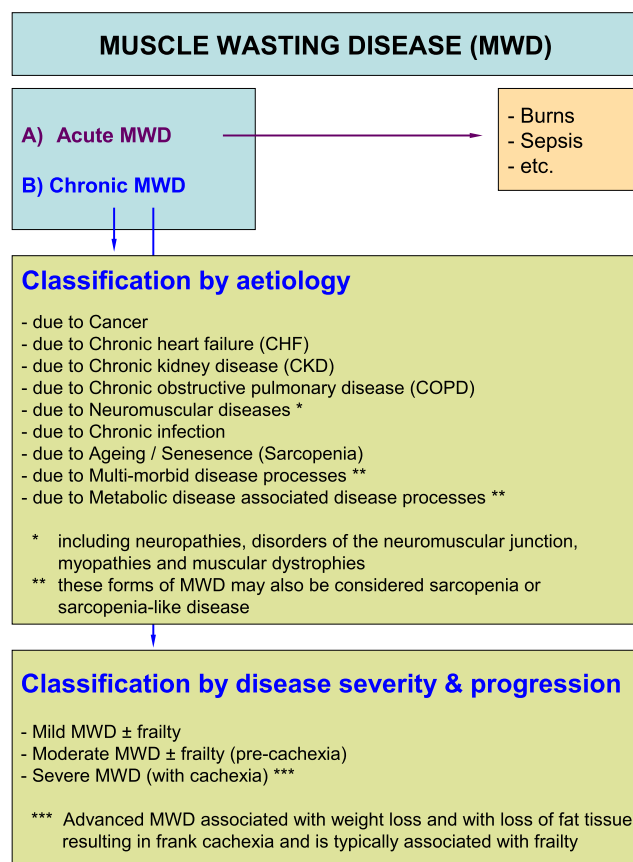 MUSCLE WASTING DISEASE (MWD)
A) Acute MWD
B) Chronic MWD
- Burns
- Sepsis
- etc.
Classification by aetiology
- due to Cancer
- due to Chronic heart failure (CHF)
- due to Chronic kidney disease (CKD)
- due to Chronic obstructive pulmonary disease (COPD)
- due to Neuromuscular diseases *
- due to Chronic infection
- due to Ageing / Senesence (Sarcopenia)
- due to Multi-morbid disease processes **
- due to Metabolic disease associated disease processes **
* including neuropathies, disorders of the neuromuscular junction,
myopathies and muscular dystrophies
** these forms of MWD may also be considered sarcopenia or
sarcopenia-like disease
Classification by disease severity & progression
- Mild MWD ± frailty
- Moderate MWD ± frailty (pre-cachexia)
- Severe MWD (with cachexia) ***
*** Advanced MWD associated with weight loss and with loss of fat tissue
resulting in frank cachexia and is typically associated with frailty